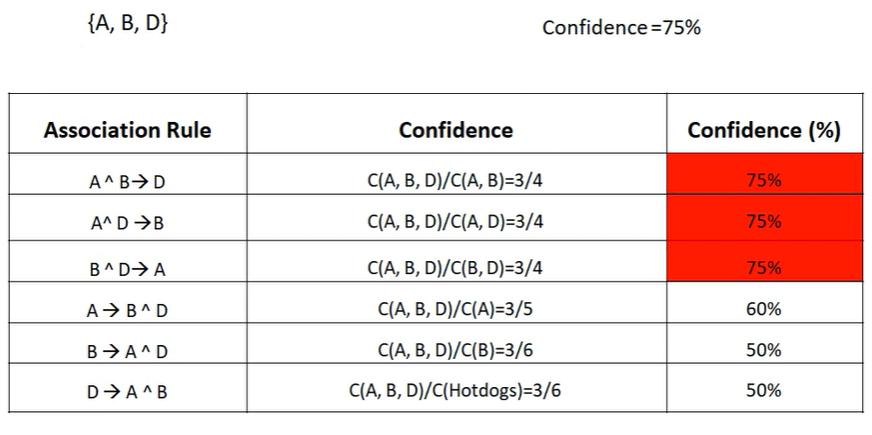 {A, B, D} Confidence=75%
Association Rule Confidence Confidence (%)
A ^ B→ D C(A, B, D)/C(A, B)=3/4 75%
A^ D →B C(A, B, D)/C(A, D)=3/4 75%
B ^ D→ A C(A, B, D)/C(B, D)=3/4 75%
A → B ^ D C(A, B, D)/C(A)=3/5 60%
B → A ^ D C(A, B, D)/C(B)=3/6 50%
D → A ^ B C(A, B, D)/C(Hotdogs)=3/6 50%